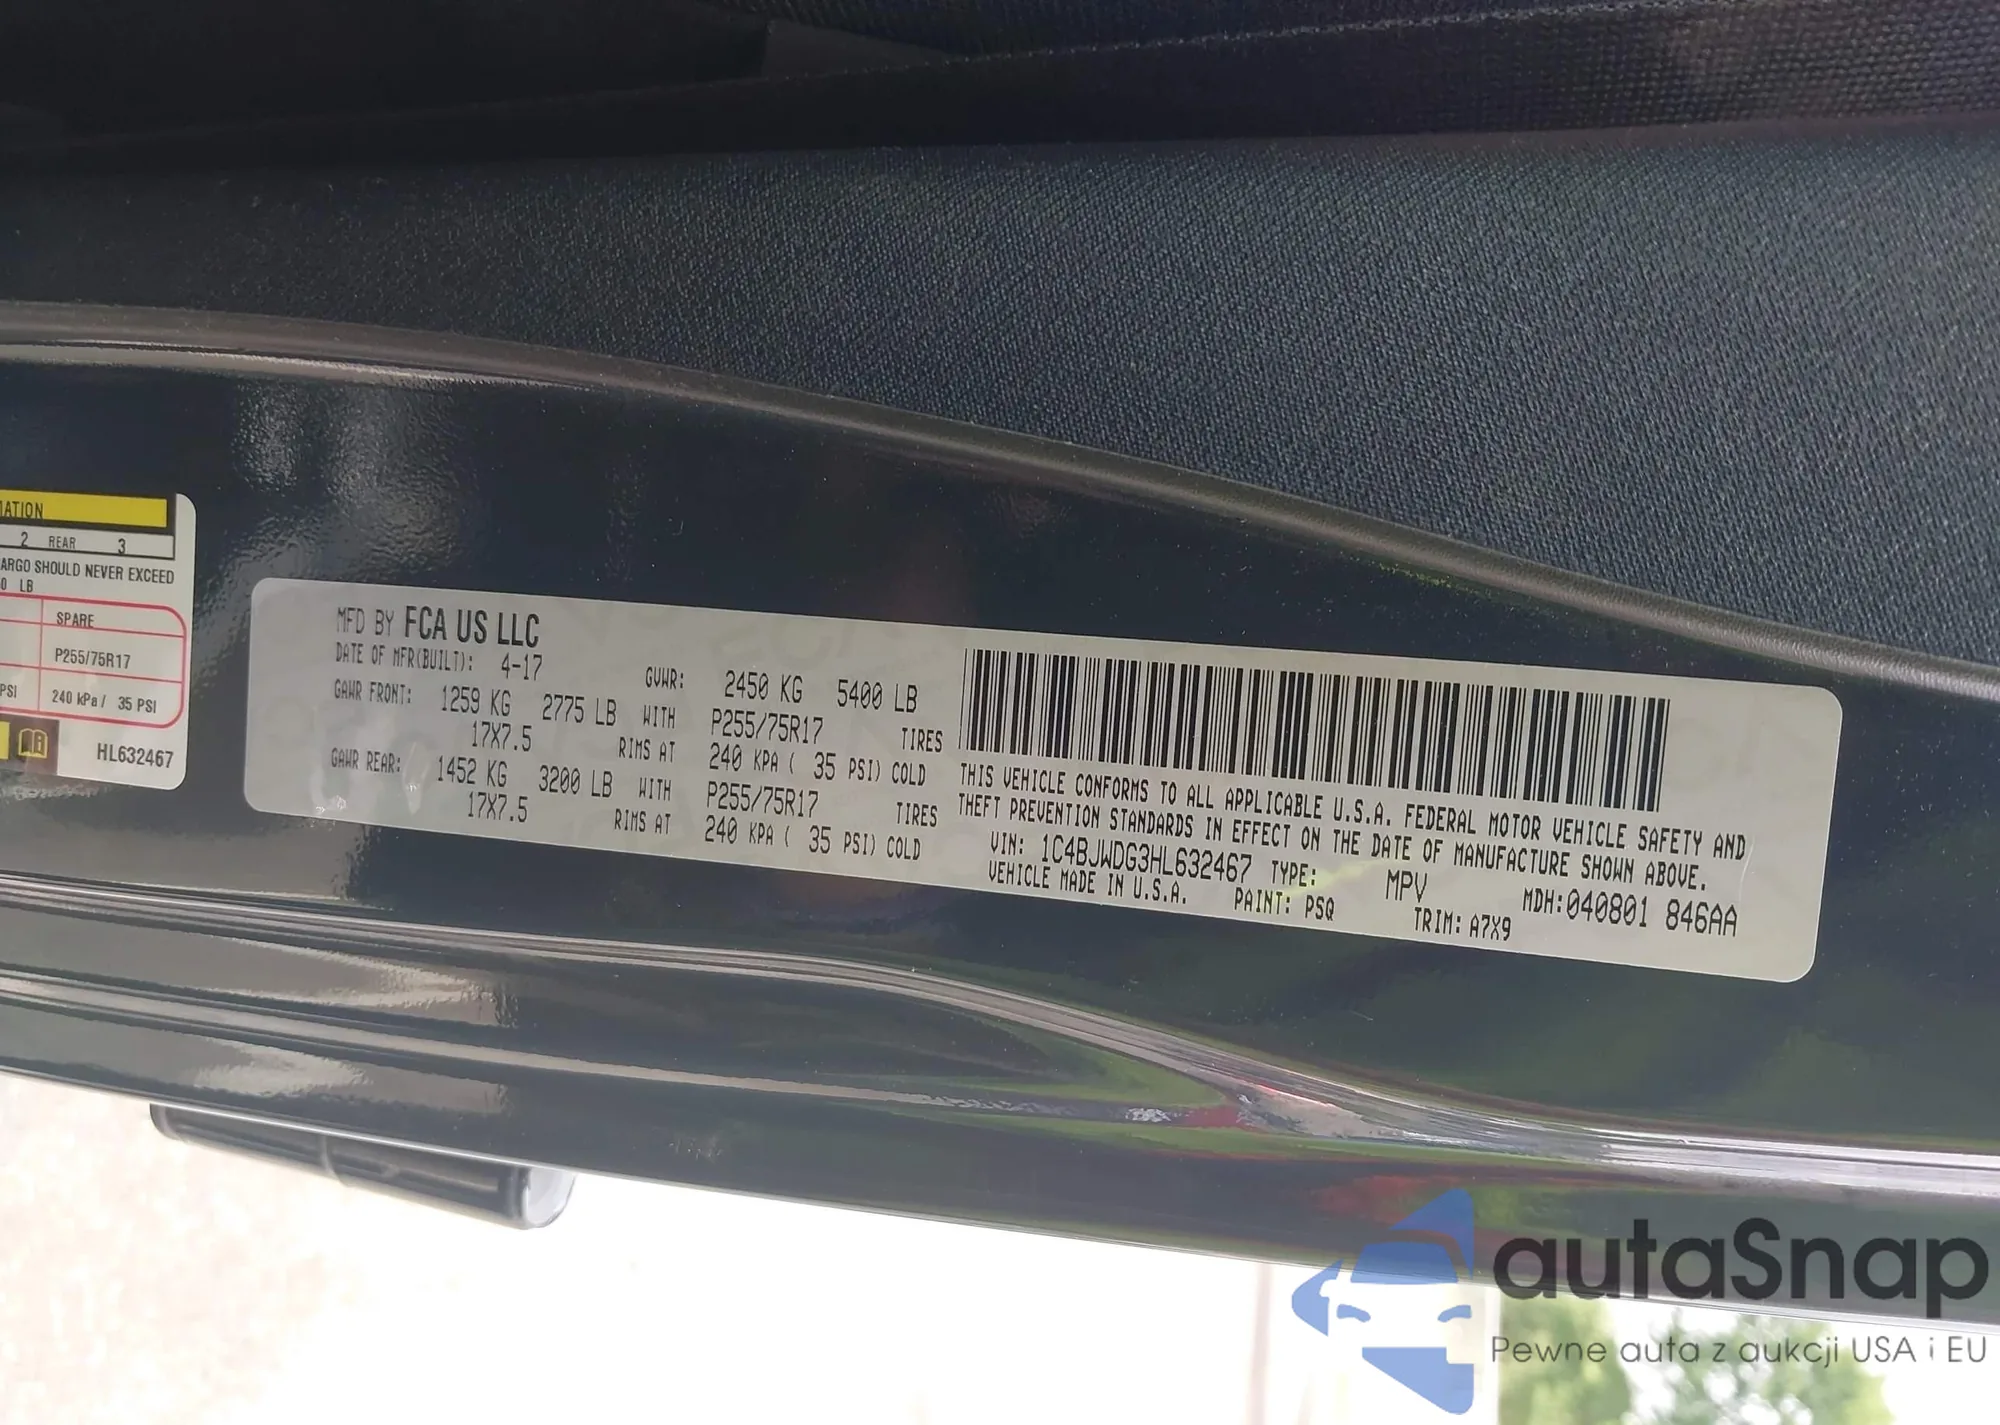 MATION
2 REAR 3
ARGO SHOULD NEVER EXCEED
0 LB
SPARE
P255/75R17
PSI 240 kPa / 35 PSI
HL632467
MFD BY FCA US LLC
DATE OF MFR(BUILT): 4-17 GVWR: 2450 KG 5400 LB
GAWR FRONT: 1259 KG 2775 LB WITH P255/75R17 TIRES
17X7.5 RIMS AT 240 KPA ( 35 PSI) COLD
GAWR REAR: 1452 KG 3200 LB WITH P255/75R17 TIRES
17X7.5 RIMS AT 240 KPA ( 35 PSI) COLD
THIS VEHICLE CONFORMS TO ALL APPLICABLE U.S.A. FEDERAL MOTOR VEHICLE SAFETY AND
THEFT PREVENTION STANDARDS IN EFFECT ON THE DATE OF MANUFACTURE SHOWN ABOVE.
VIN: 1C4BJWDG3HL632467 TYPE: MPV MDH:040801 846AA
VEHICLE MADE IN U.S.A. PAINT: PSQ TRIM: A7X9
autaSnap
Pewne auta z aukcji USA i EU